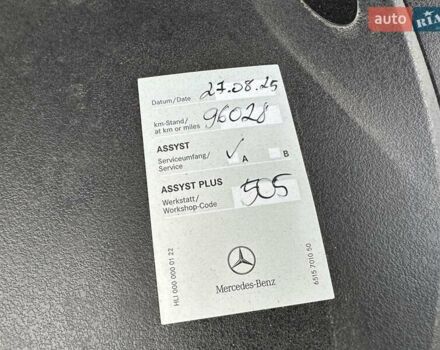 auto RIA
Datum/Date 27.08.25
km-Stand/
at km or miles 96028
ASSYST
Serviceumfang/
Service ✓ A B
ASSYST PLUS
Werkstatt/
Workshop-Code 505
Mercedes-Benz
HLI 000 000 01 22
6515 7010 50